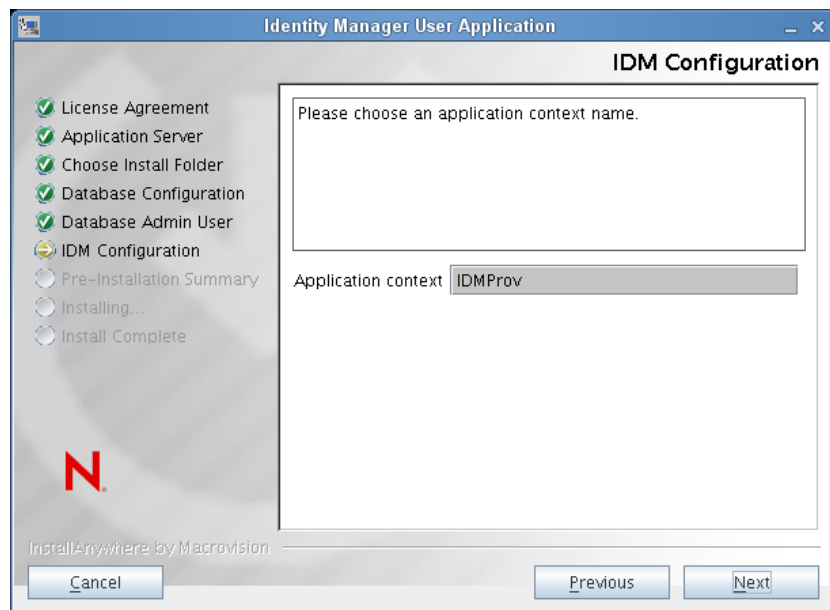 Identity Manager User Application
IDM Configuration
License Agreement
Application Server
Choose Install Folder
Database Configuration
Database Admin User
IDM Configuration
Pre-Installation Summary
Installing...
Install Complete
Please choose an application context name.
Application context IDMProv
N
InstallAnywhere by Macrovision
Cancel
Previous
Next